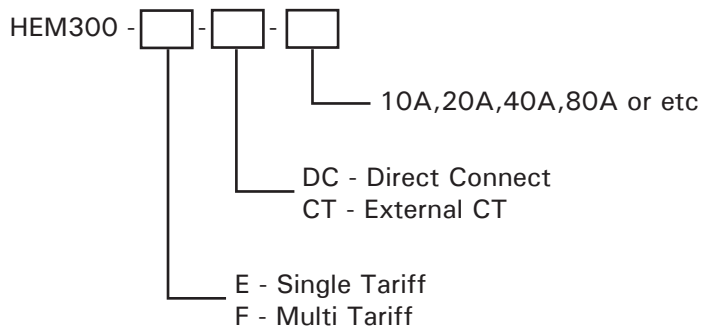 HEM300 - - -
10A,20A,40A,80A or etc
DC - Direct Connect
CT - External CT
E - Single Tariff
F - Multi Tariff